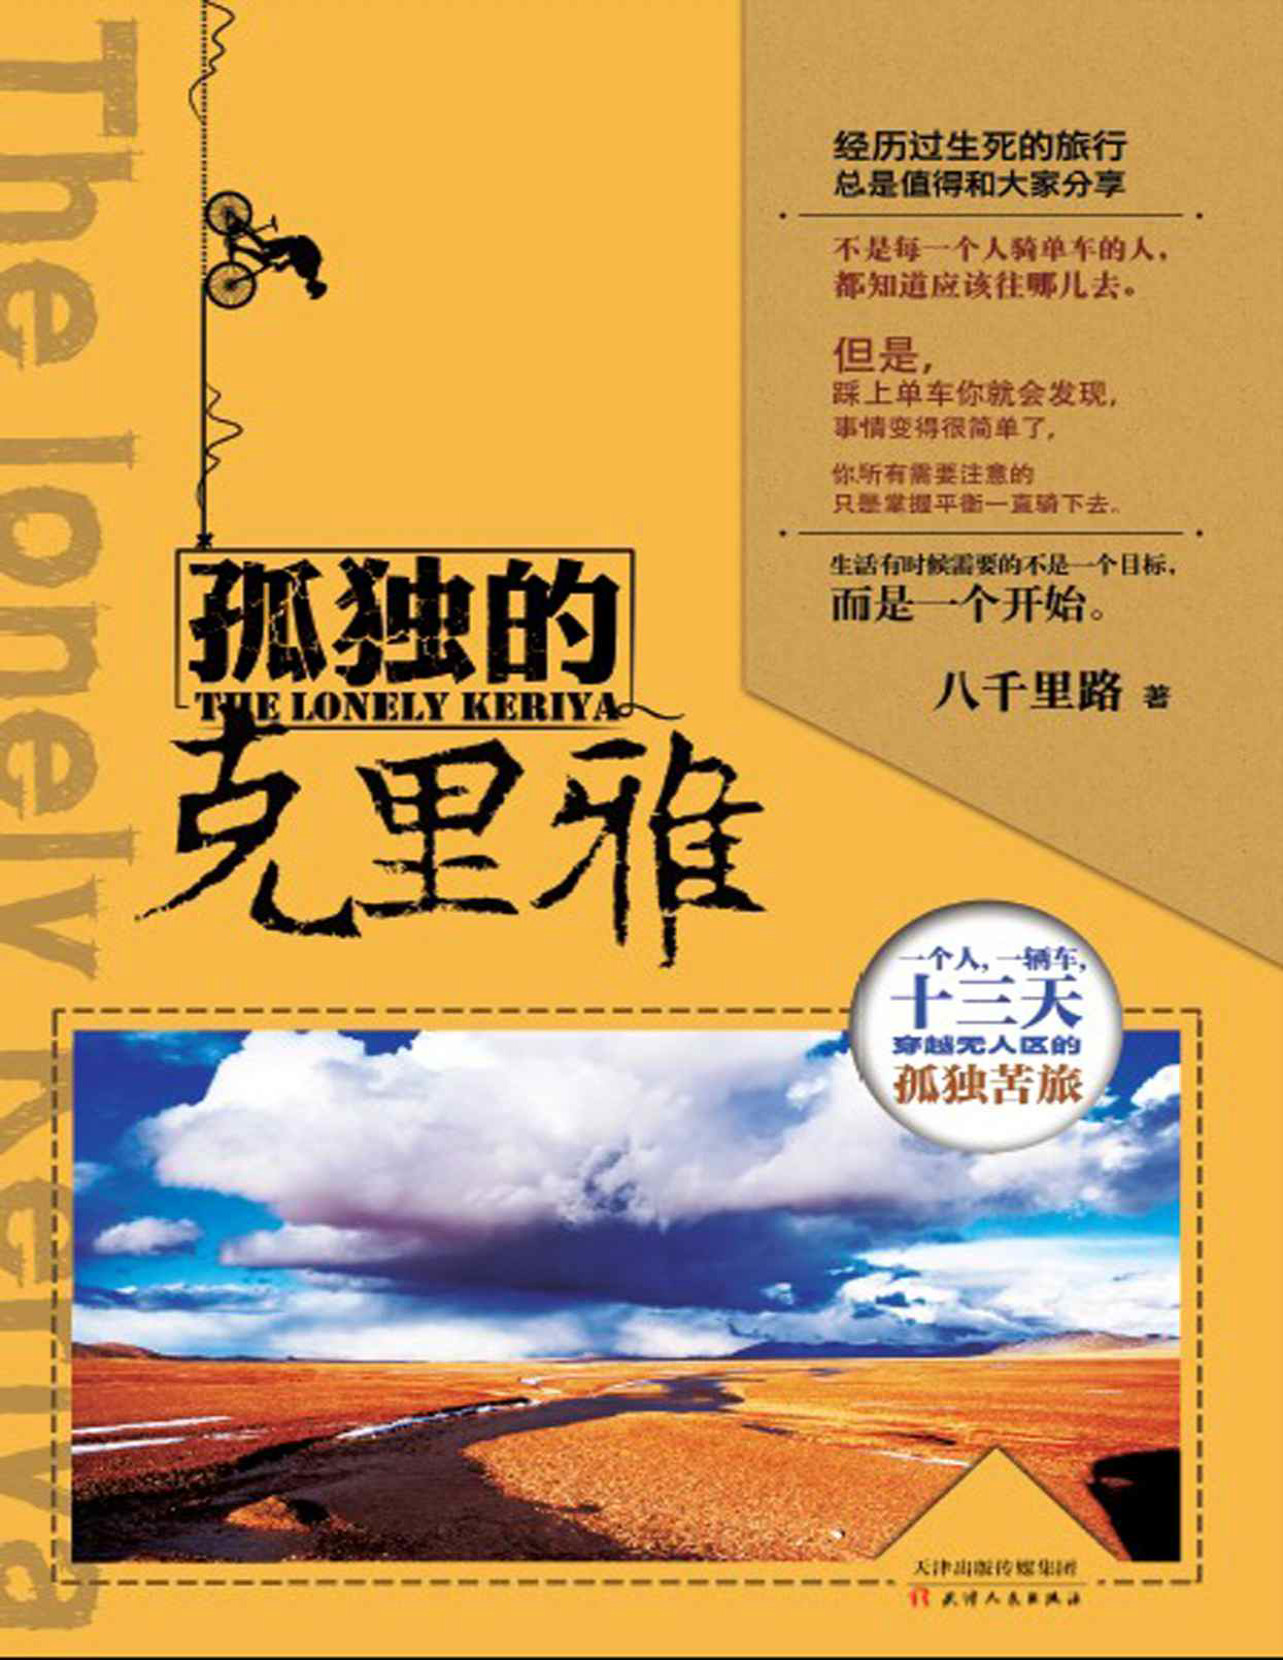 The lonely Keriya
经历过生死的旅行
总是值得和大家分享
不是每一个人骑单车的人，
都知道应该往哪儿去。
但是，
踩上单车你就会发现，
事情变得很简单了，
你所有需要注意的
只是掌握平衡一直骑下去。
生活有时候需要的不是一个目标，
而是一个开始。
八千里路 著
孤独的
THE LONELY KERIYA
克里雅
一个人，一辆车，
十三天
穿越无人区的
孤独苦旅
天津出版传媒集团
天津人民出版社